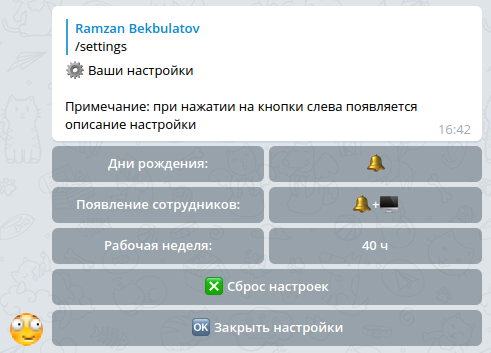 Ramzan Bekbulatov
/settings
⚙ Ваши настройки
Примечание: при нажатии на кнопки слева появляется
описание настройки
16:42
Дни рождения: 🔔
Появление сотрудников: 🔔+🖥
Рабочая неделя: 40 ч
❎ Сброс настроек
🆗 Закрыть настройки